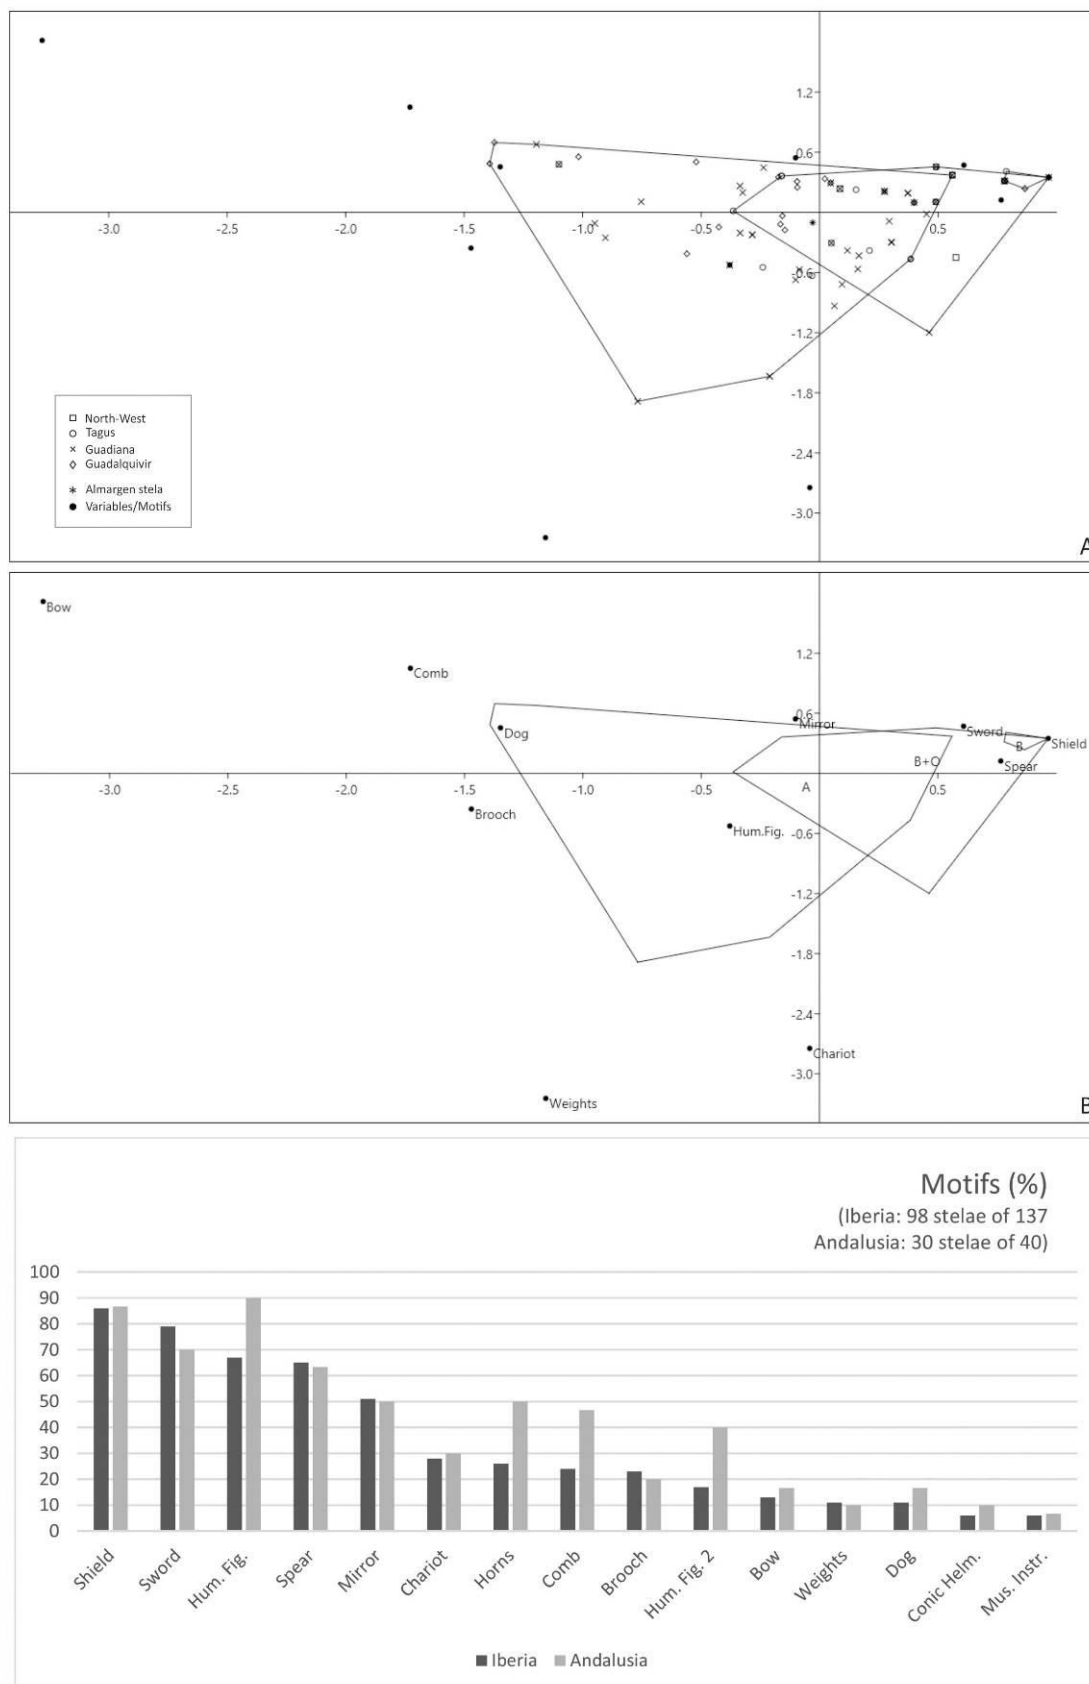 1.2
0.6
-3.0 -2.5 -2.0 -1.5 -1.0 -0.5 0.5
-0.6
-1.2
-1.8
-2.4
-3.0
North-West
Tagus
Guadiana
Guadalquivir
Almargen stela
Variables/Motifs
A
Bow
1.2
Comb
0.6
Mirror
Dog
Sword
Shield
B
B+O
Spear
-3.0 -2.5 -2.0 -1.5 -1.0 -0.5 A 0.5
Brooch
Hum.Fig.
-0.6
-1.2
-1.8
-2.4
Chariot
-3.0
Weights
B
Motifs (%)
(Iberia: 98 stelae of 137
Andalusia: 30 stelae of 40)
100
90
80
70
60
50
40
30
20
10
0
Shield Sword Hum. Fig. Spear Mirror Chariot Horns Comb Brooch Hum. Fig. 2 Bow Weights Dog Conic Helm. Mus. Instr.
Iberia Andalusia